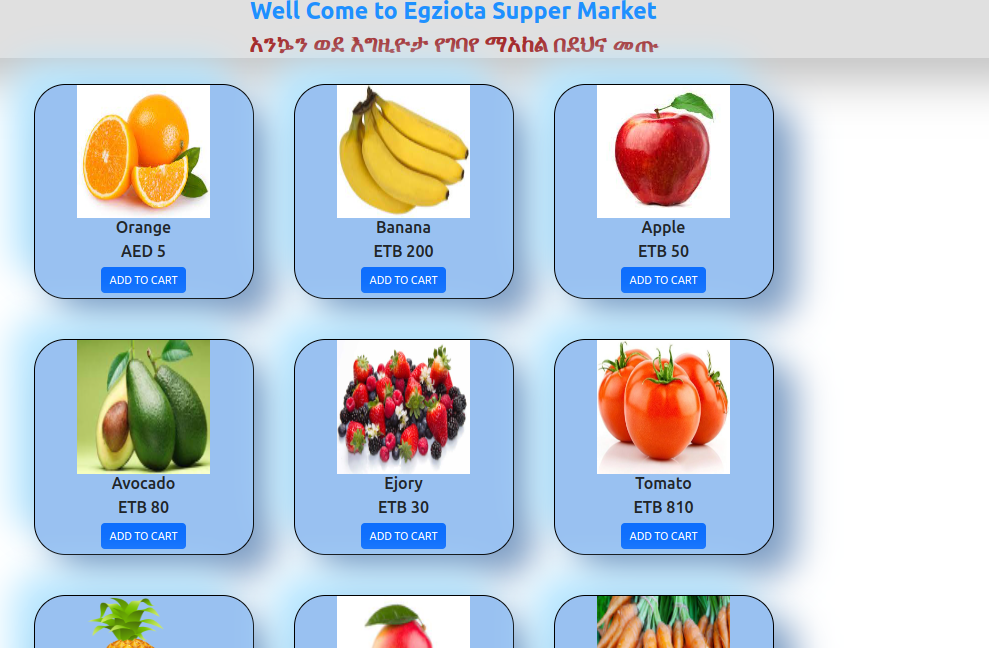 Well Come to Egziota Supper Market
እንኳን ወደ እግዚዮታ የገባየ ማእከል በደህና መጡ
Orange
AED 5
ADD TO CART
Banana
ETB 200
ADD TO CART
Apple
ETB 50
ADD TO CART
Avocado
ETB 80
ADD TO CART
Ejory
ETB 30
ADD TO CART
Tomato
ETB 810
ADD TO CART